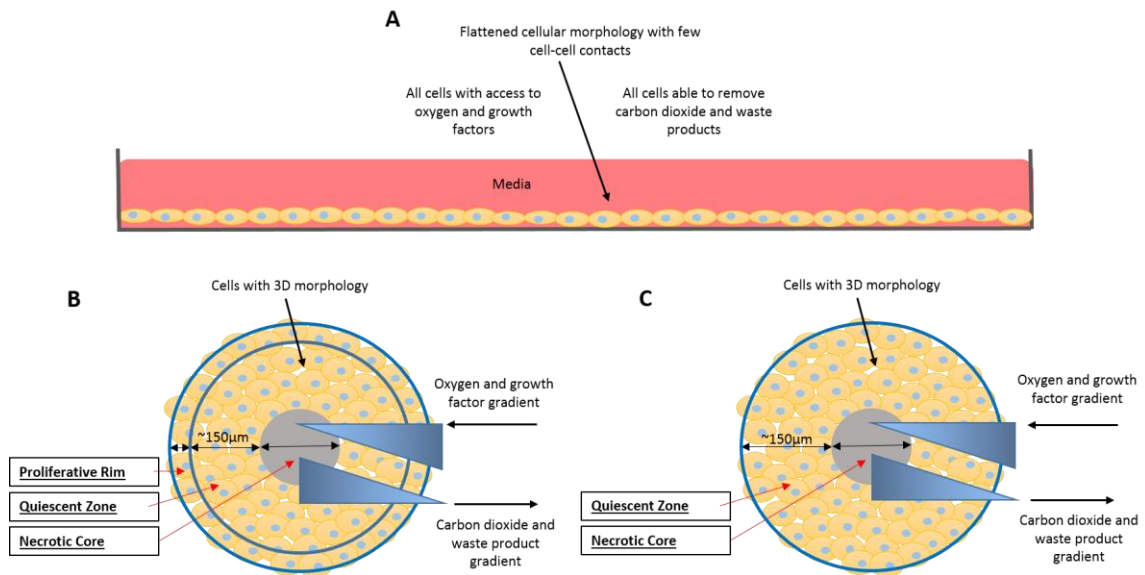 A
Flattened cellular morphology with few
cell-cell contacts
All cells with access to
oxygen and growth
factors
All cells able to remove
carbon dioxide and waste
products
Media
B
Cells with 3D morphology
Oxygen and growth
factor gradient
~150µm
Proliferative Rim
Quiescent Zone
Necrotic Core
Carbon dioxide and
waste product
gradient
C
Cells with 3D morphology
Oxygen and growth
factor gradient
~150µm
Quiescent Zone
Necrotic Core
Carbon dioxide and
waste product
gradient